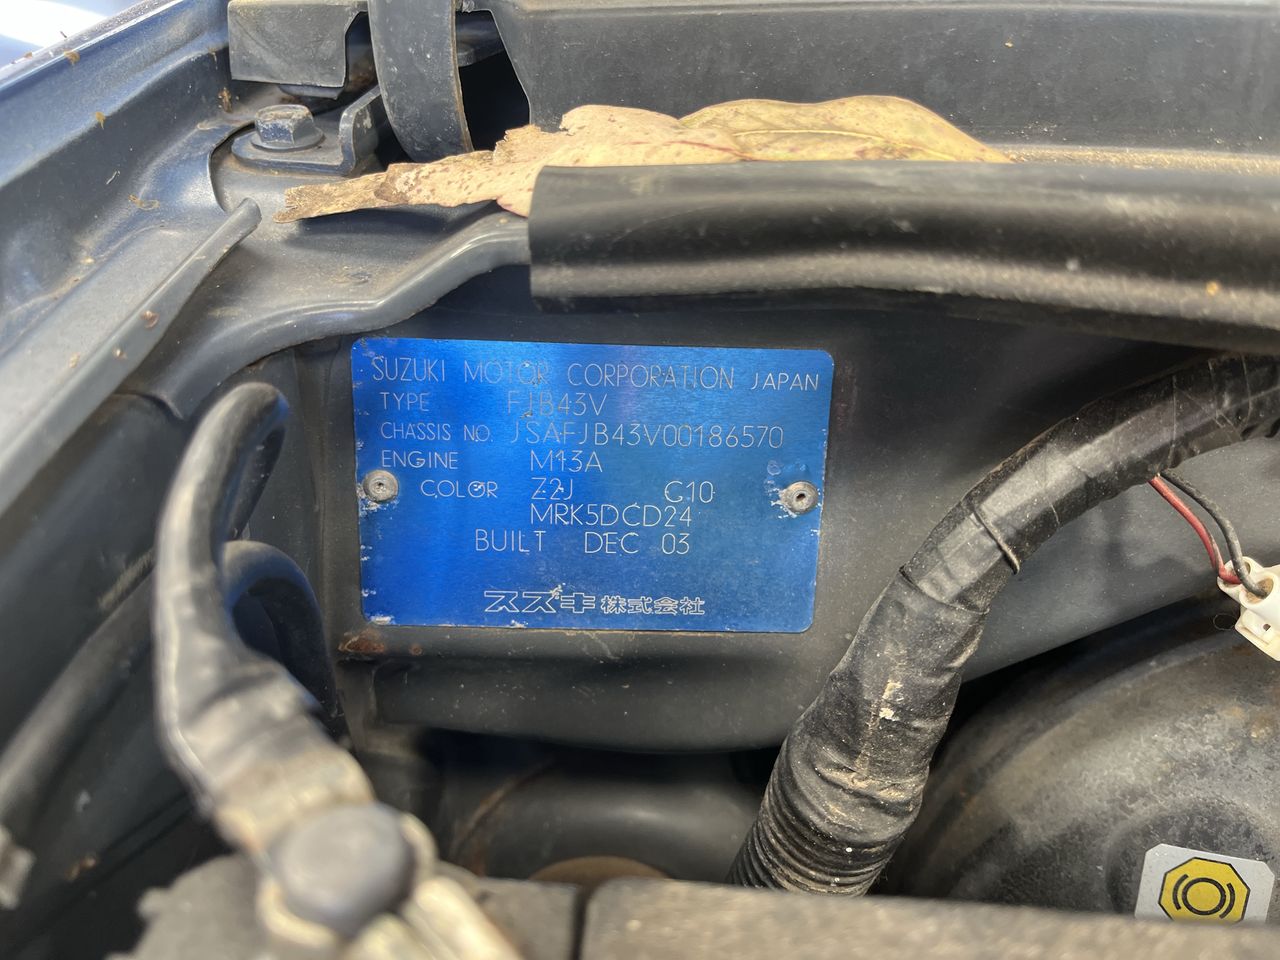 SUZUKI MOTOR CORPORATION JAPAN
TYPE FJB43V
CHASSIS NO. JSAFJB43V00186570
ENGINE M13A
COLOR Z2J C10
MRK5DCD24
BUILT DEC 03
スズキ株式会社